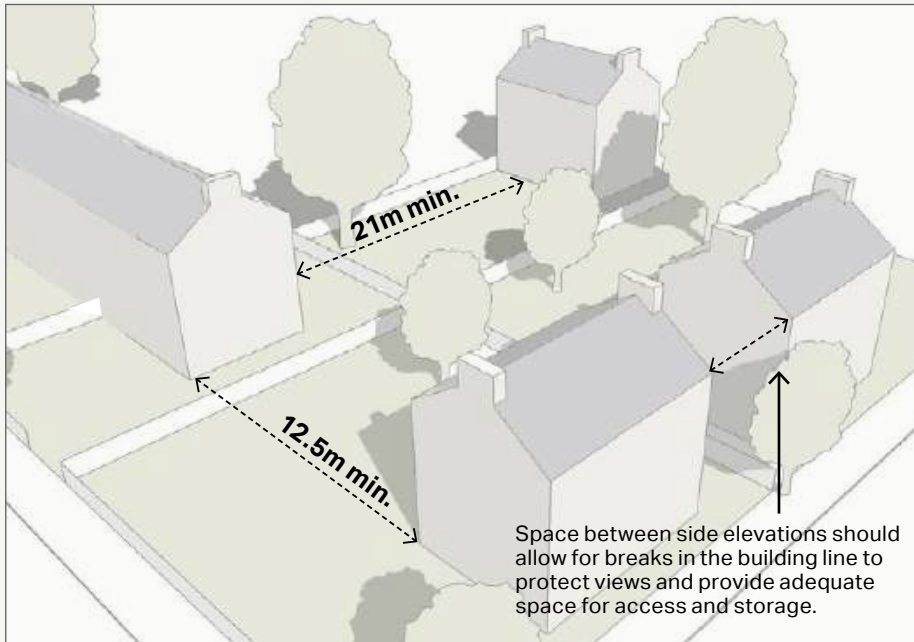 21m min.
12.5m min.
Space between side elevations should
allow for breaks in the building line to
protect views and provide adequate
space for access and storage.